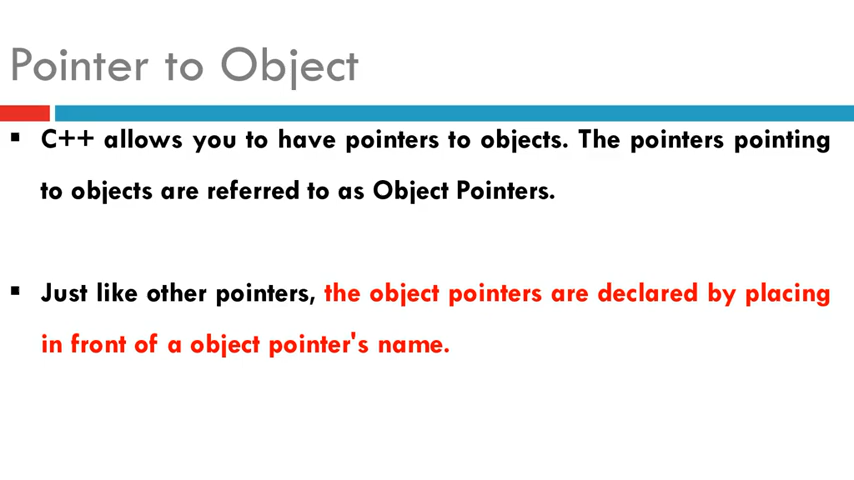 Pointer to Object
▪ C++ allows you to have pointers to objects. The pointers pointing
to objects are referred to as Object Pointers.
▪ Just like other pointers, the object pointers are declared by placing
in front of a object pointer's name.